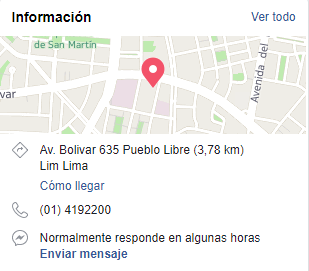 Información
Ver todo
de San Martín
var
Avenida del
Av. Bolivar 635 Pueblo Libre (3,78 km)
Lim Lima
Cómo llegar
(01) 4192200
Normalmente responde en algunas horas
Enviar mensaje